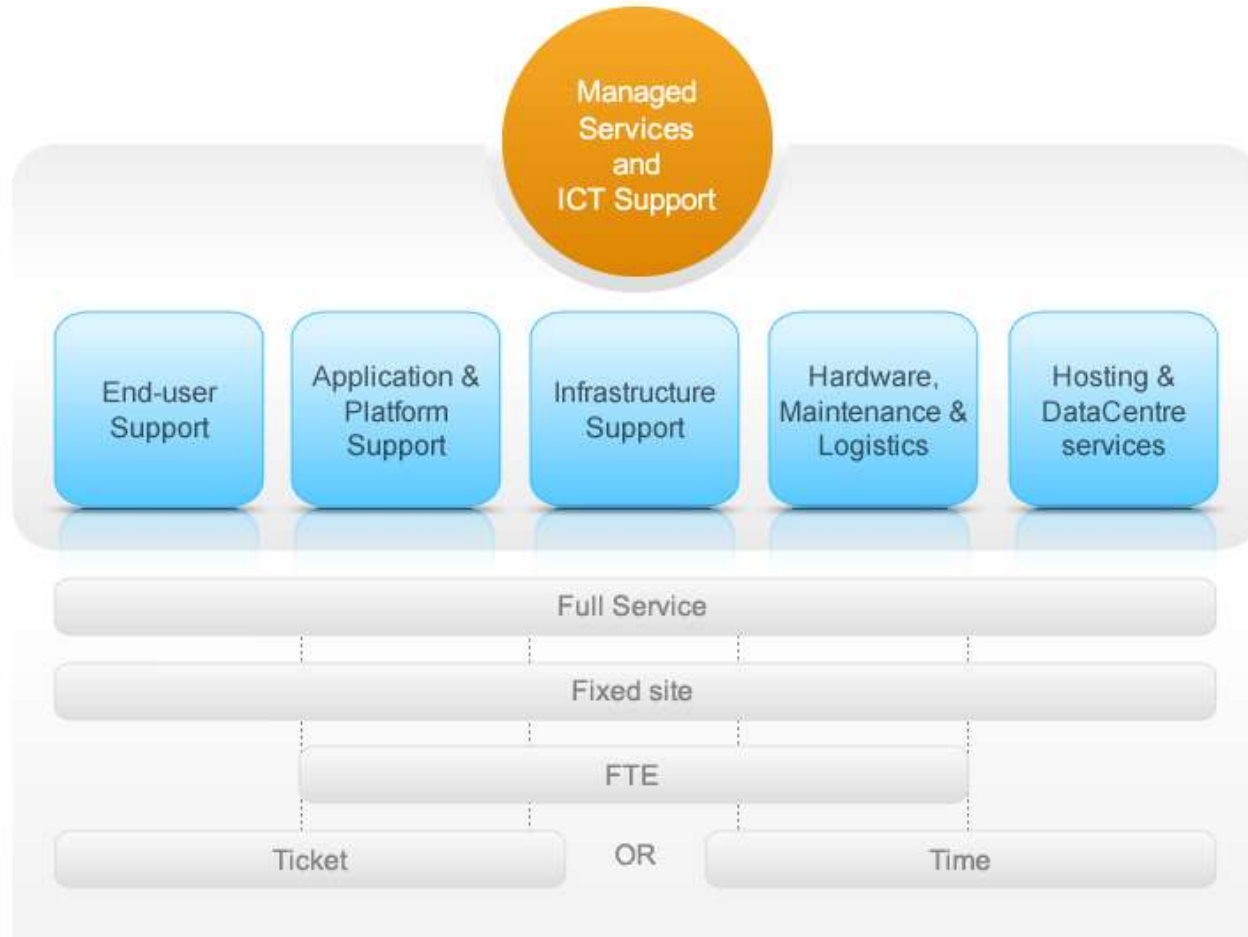 Managed
Services
and
ICT Support
End-user
Support
Application &
Platform
Support
Infrastructure
Support
Hardware,
Maintenance &
Logistics
Hosting &
DataCentre
services
Full Service
Fixed site
FTE
Ticket
OR
Time